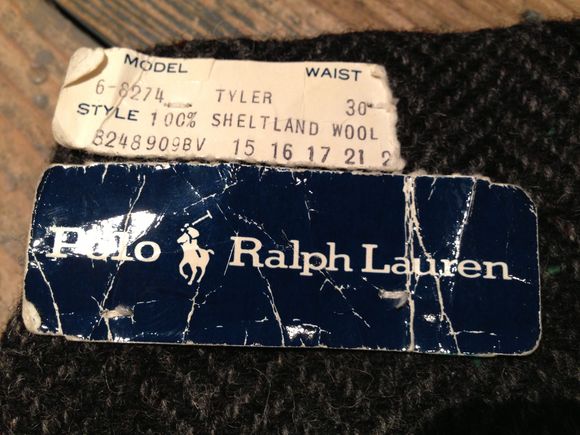 MODEL WAIST
6-8274 TYLER 30
STYLE 100% SHELTLAND WOOL
8248909BV 15 16 17 21 2
Polo Ralph Lauren